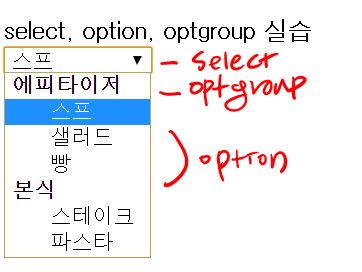 select, option, optgroup 실습
스프 ▼ - select
에피타이저 - optgroup
스프
샐러드
빵 option
본식
스테이크
파스타